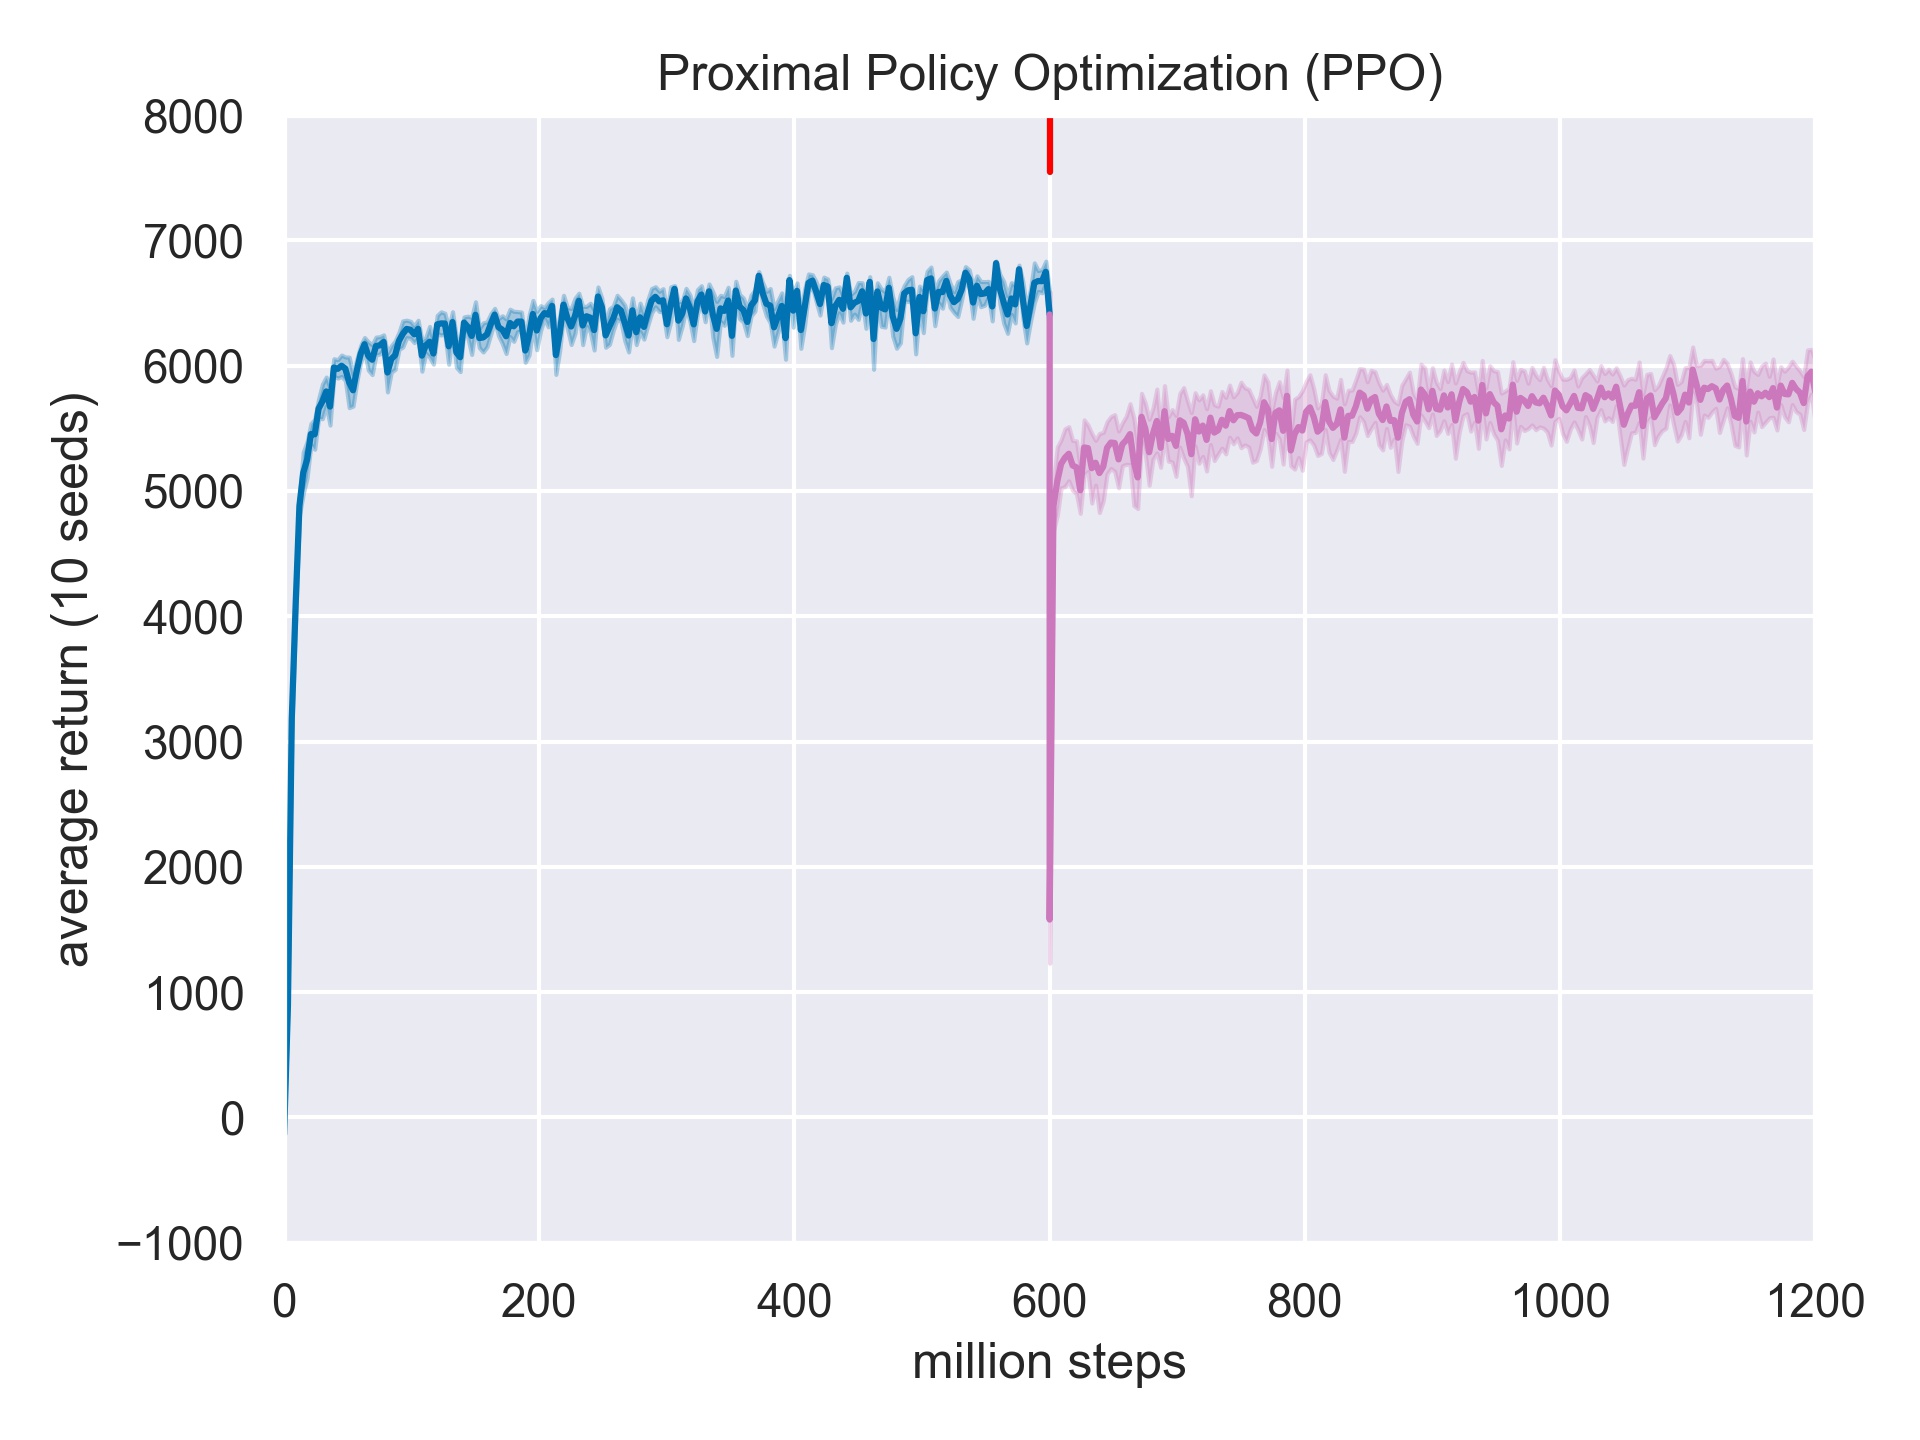 Proximal Policy Optimization (PPO)
8000
7000
6000
5000
4000
3000
2000
1000
0
−1000
average return (10 seeds)
0 200 400 600 800 1000 1200
million steps